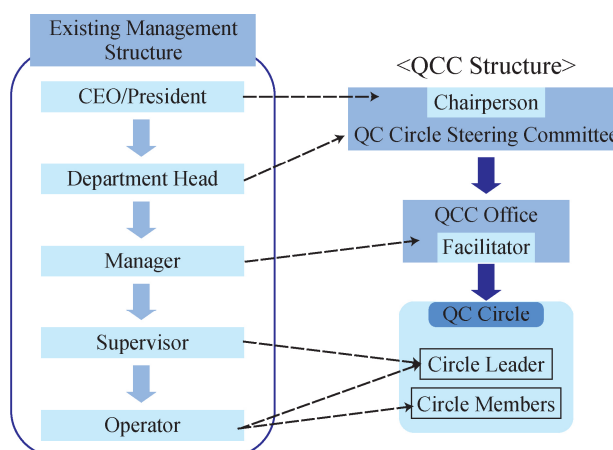 Existing Management
Structure
CEO/President
Department Head
Manager
Supervisor
Operator
<QCC Structure>
Chairperson
QC Circle Steering Committee
QCC Office
Facilitator
QC Circle
Circle Leader
Circle Members